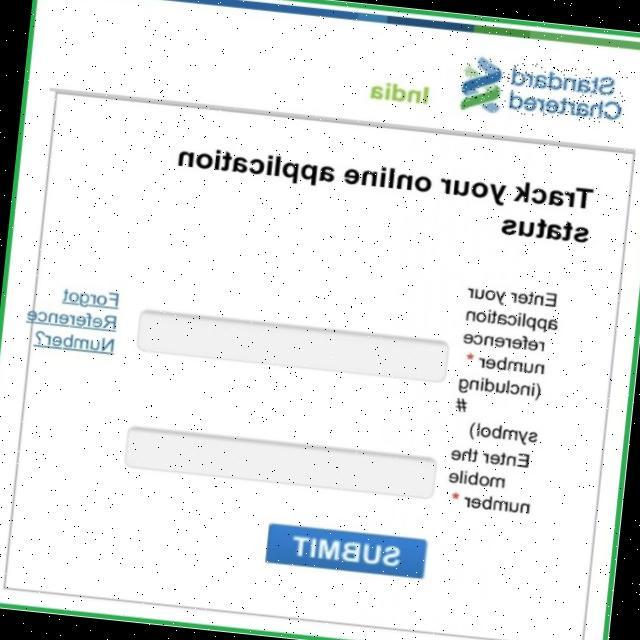 Standard
Chartered
India
Track your online application
status
Enter your
application
reference
number *
(including
#
symbol)
Forgot
Reference
Number?
Enter the
mobile
number *
SUBMIT